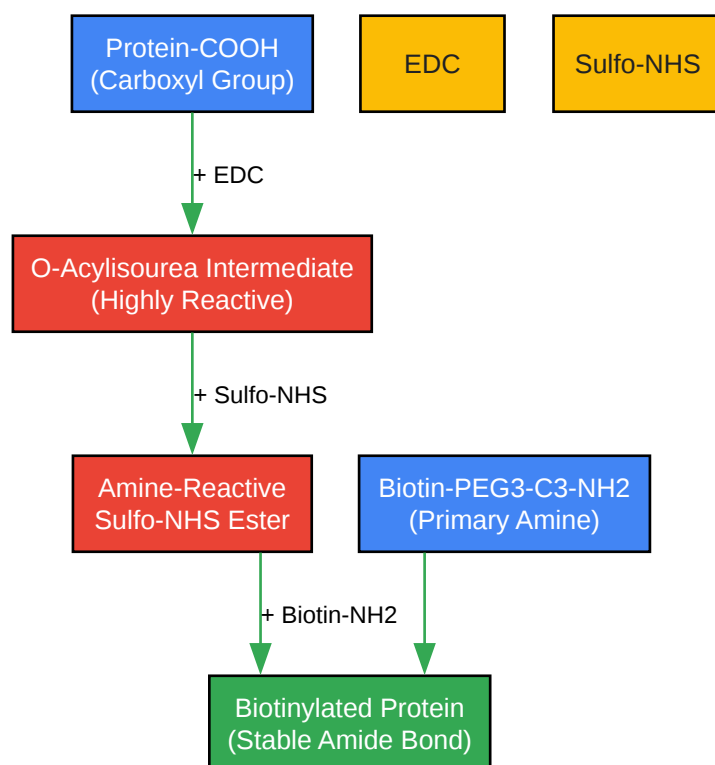 Protein-COOH
(Carboxyl Group)
EDC
Sulfo-NHS
+ EDC
O-Acylisourea Intermediate
(Highly Reactive)
+ Sulfo-NHS
Amine-Reactive
Sulfo-NHS Ester
Biotin-PEG3-C3-NH2
(Primary Amine)
+ Biotin-NH2
Biotinylated Protein
(Stable Amide Bond)